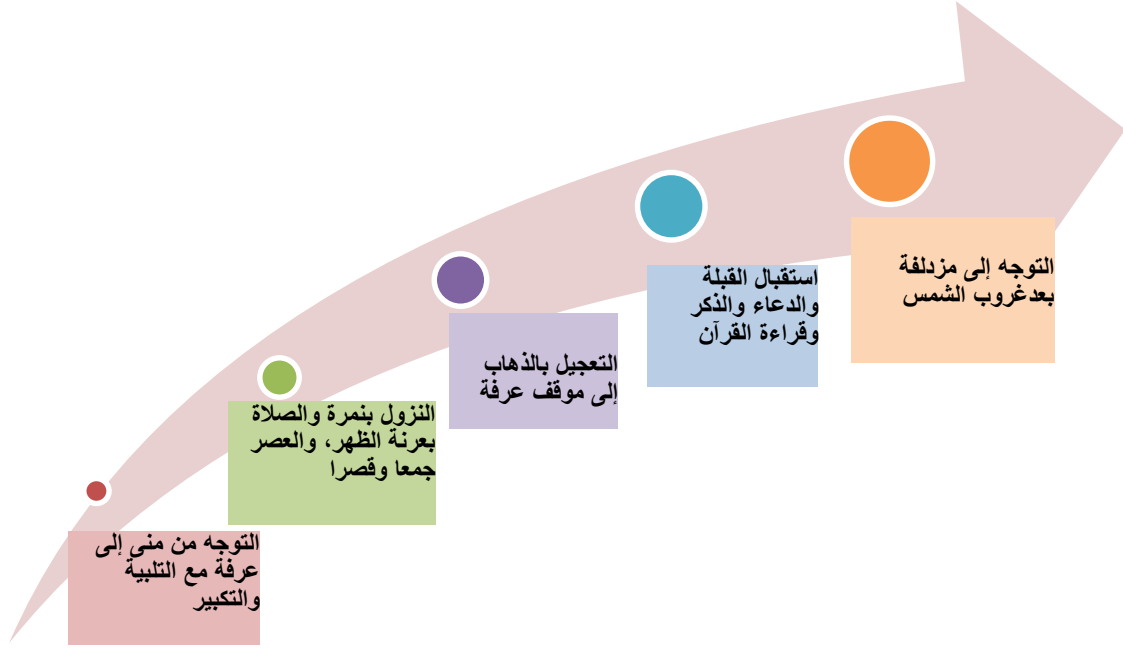 التوجه من منى إلى
عرفة مع التلبية
والتكبير
النزول بنمرة والصلاة
بعرنة الظهر، والعصر
جمعا وقصرا
التعجيل بالذهاب
إلى موقف عرفة
استقبال القبلة
والدعاء والذكر
وقراءة القرآن
التوجه إلى مزدلفة
بعدغروب الشمس